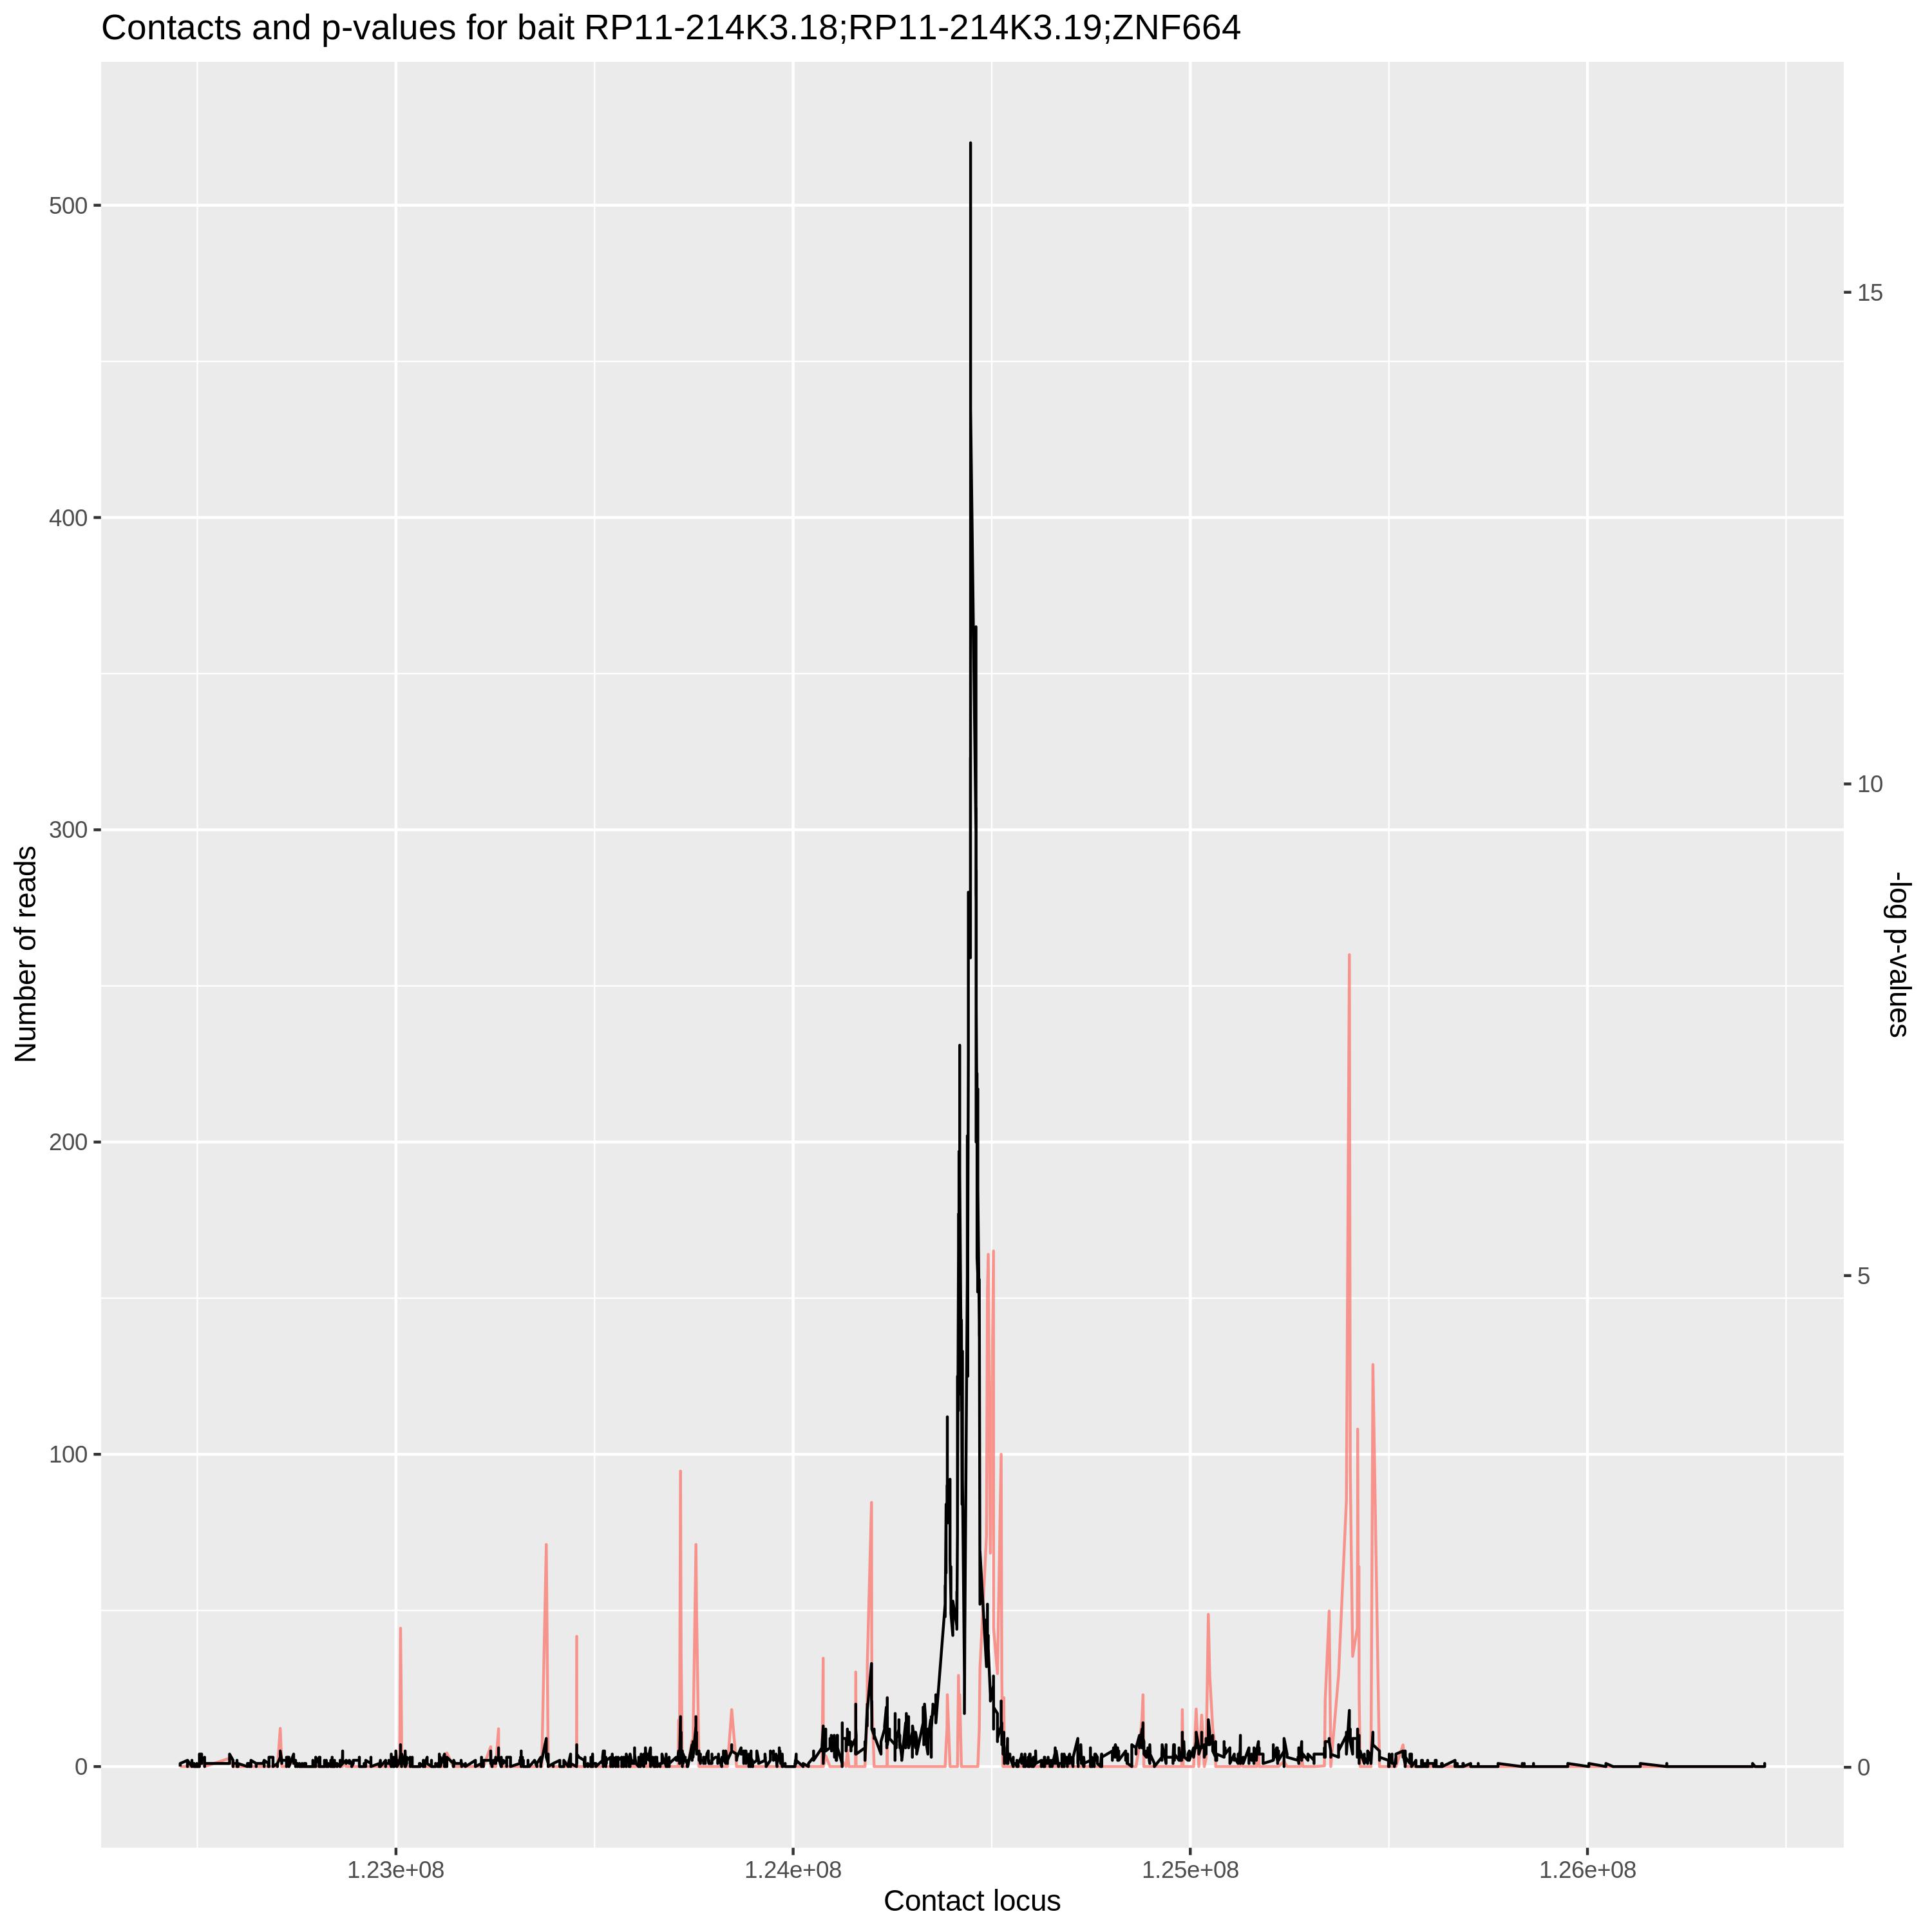 Contacts and p-values for bait RP11-214K3.18;RP11-214K3.19;ZNF664
500
400
300
200
100
0
Number of reads
15
10
5
0
-log p-values
1.23e+08
1.24e+08
1.25e+08
1.26e+08
Contact locus